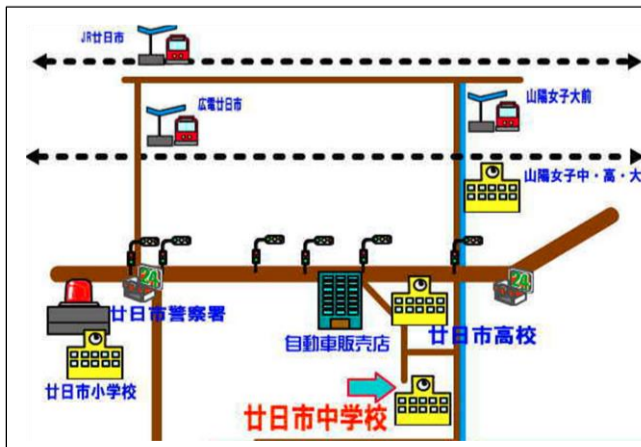 JR廿日市
広電廿日市
山陽女子大前
山陽女子中・高・大
24
24
廿日市警察署
自動車販売店
廿日市高校
廿日市小学校
廿日市中学校